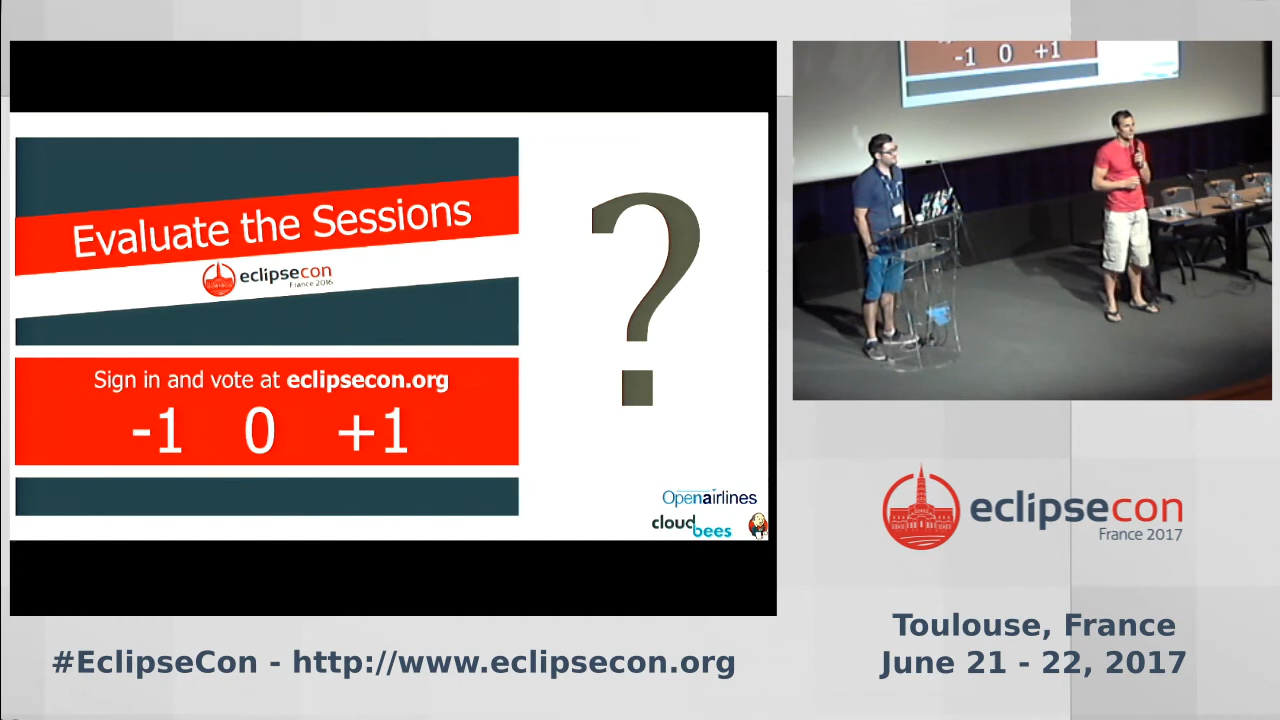 Evaluate the Sessions
eclipsecon
France 2016
Sign in and vote at eclipsecon.org
-1 0 +1
?
Openairlines
cloudbees
-1 0 +1
eclipsecon
France 2017
Toulouse, France
June 21 - 22, 2017
#EclipseCon - http://www.eclipsecon.org